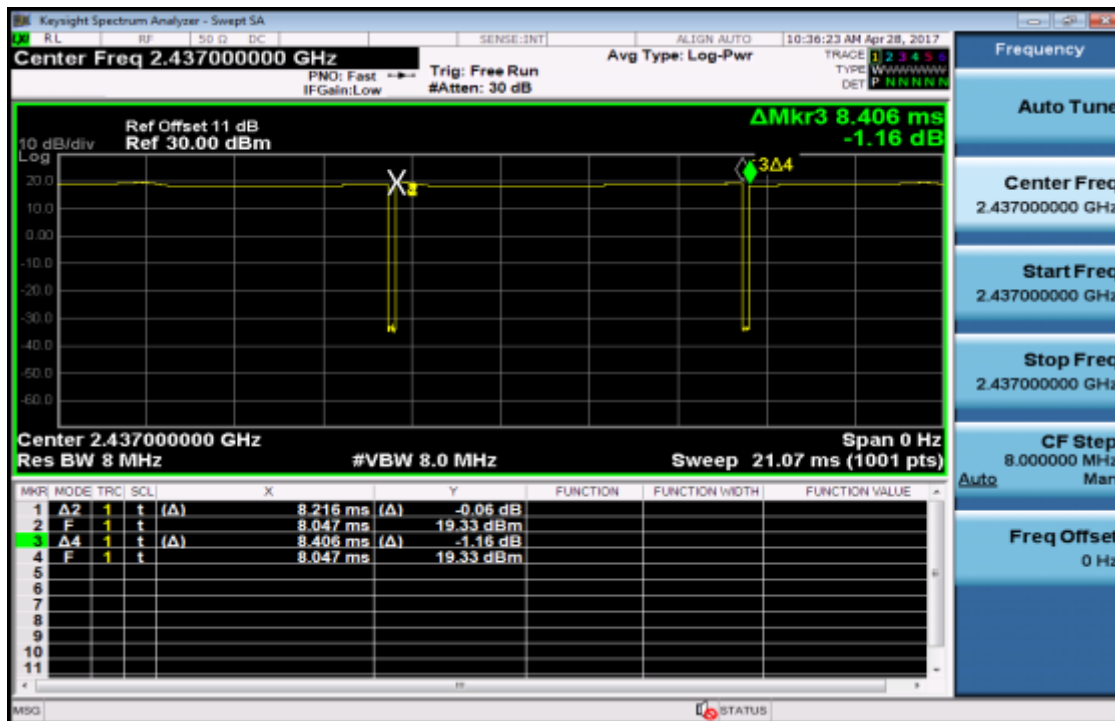 Keysight Spectrum Analyzer - Swept SA
RL RF 50 Ω DC SENSE:INT ALIGN AUTO 10:36:23 AM Apr 28, 2017
Center Freq 2.437000000 GHz
PNO: Fast
IFGain:Low
Trig: Free Run
#Atten: 30 dB
Avg Type: Log-Pwr
TRACE 1 2 3 4 5 6
TYPE WWWWWW
DET P N N N N N
Frequency
Auto Tune
Center Freq
2.437000000 GHz
Start Freq
2.437000000 GHz
Stop Freq
2.437000000 GHz
CF Step
8.000000 MHz
Auto Man
Freq Offset
0 Hz
ΔMkr3 8.406 ms
-1.16 dB
Ref Offset 11 dB
10 dB/div Ref 30.00 dBm
Log
20.0
10.0
0.00
-10.0
-20.0
-30.0
-40.0
-50.0
-60.0
X
3Δ4
Center 2.437000000 GHz Span 0 Hz
Res BW 8 MHz #VBW 8.0 MHz Sweep 21.07 ms (1001 pts)
MKR MODE TRC SCL X Y FUNCTION FUNCTION WIDTH FUNCTION VALUE
1 Δ2 1 t (Δ) 8.216 ms (Δ) -0.06 dB
2 F 1 t 8.047 ms 19.33 dBm
3 Δ4 1 t (Δ) 8.406 ms (Δ) -1.16 dB
4 F 1 t 8.047 ms 19.33 dBm
5
6
7
8
9
10
11
MSG STATUS